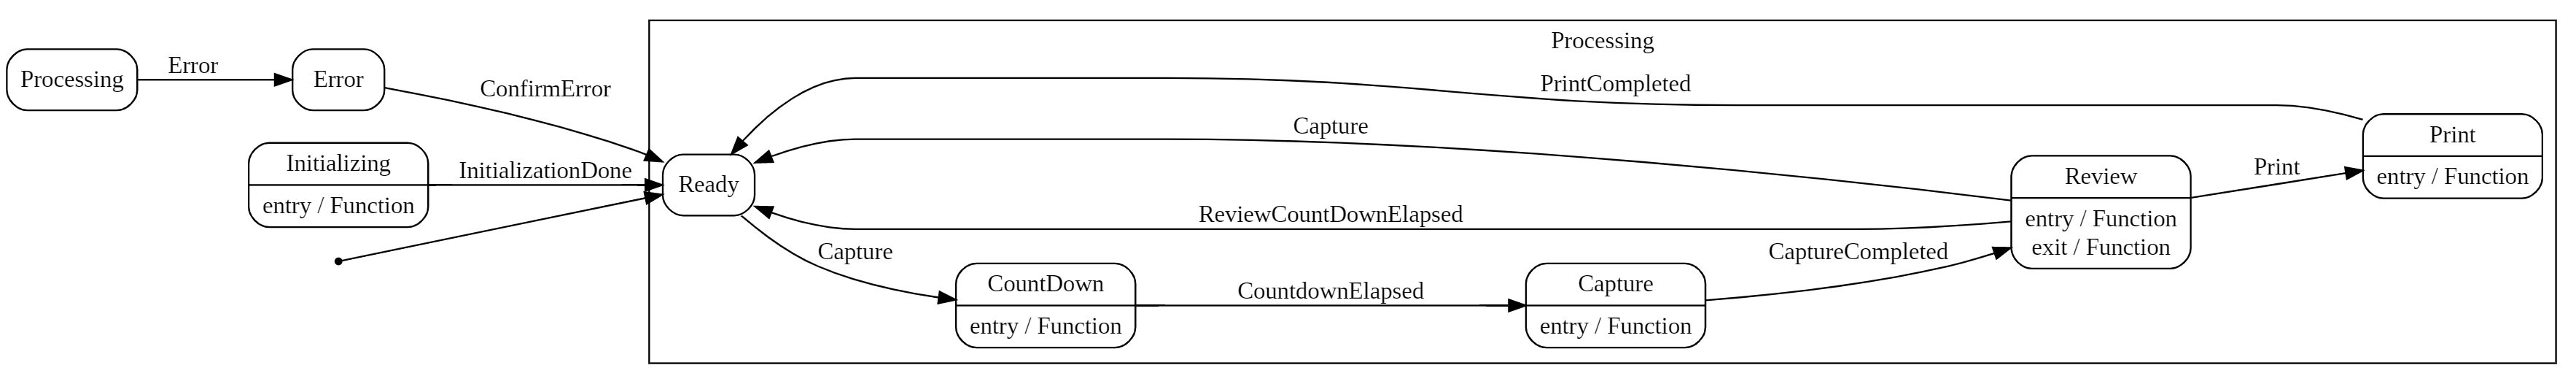 Processing
Processing
Error
Error
ConfirmError
PrintCompleted
Capture
Print
entry / Function
Initializing
entry / Function
InitializationDone
Ready
Review
entry / Function
exit / Function
Print
ReviewCountDownElapsed
Capture
CaptureCompleted
CountDown
entry / Function
CountdownElapsed
Capture
entry / Function